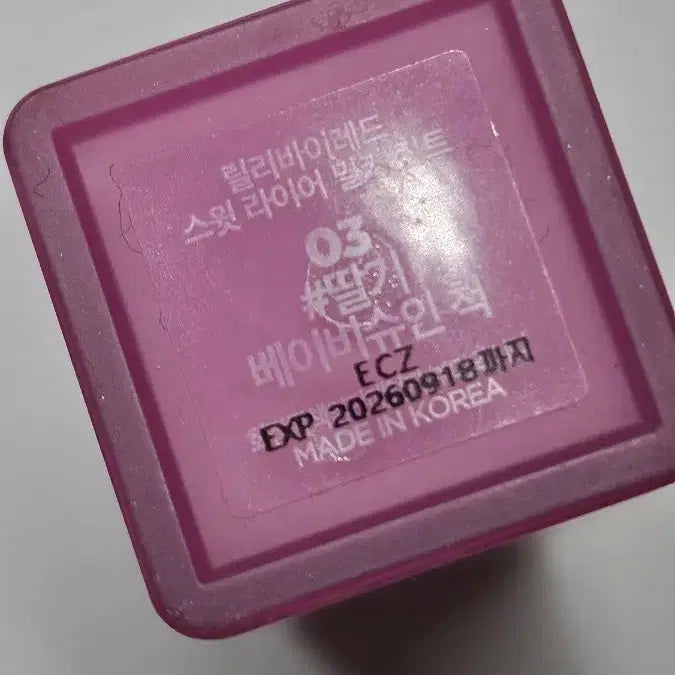 릴리바이레드
스윗 라이어
03
#딸기
베이비슈인 척
ECZ
EXP 20260918까지
MADE IN KOREA